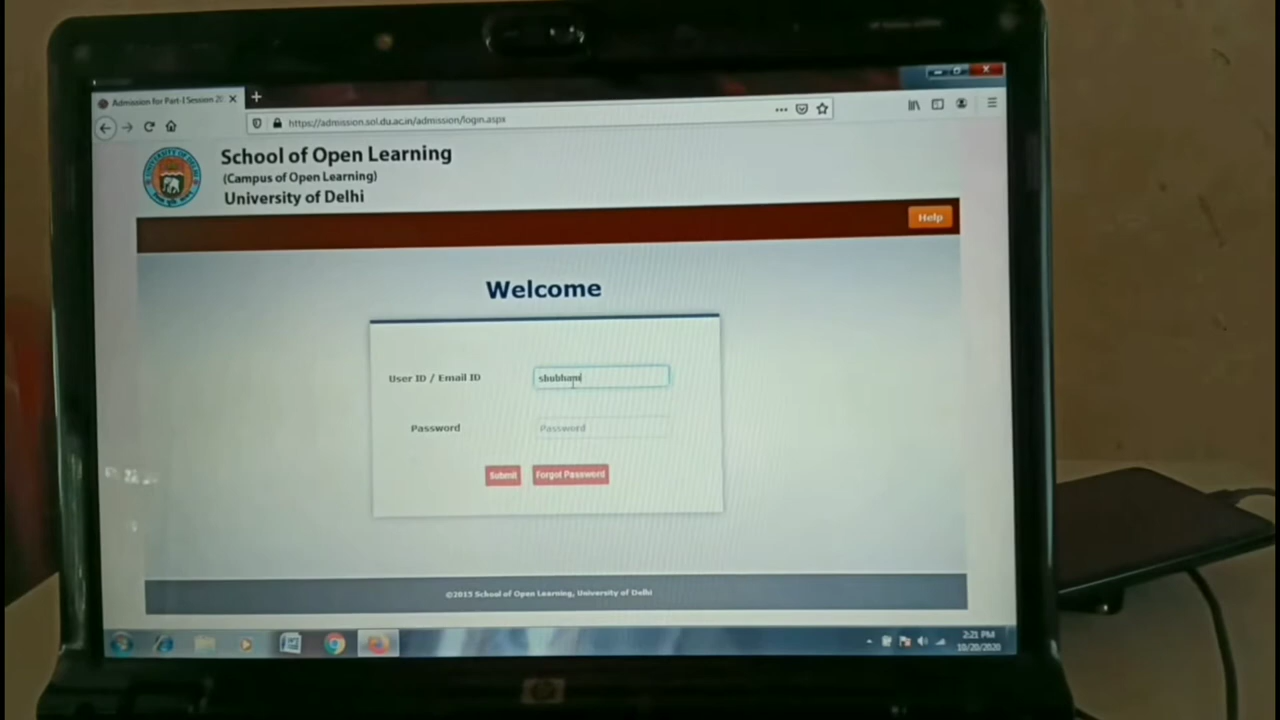 Admission for Part-I Session 20
https://admission.sol.du.ac.in/admission/login.aspx
School of Open Learning
(Campus of Open Learning)
University of Delhi
Help
Welcome
User ID / Email ID
shubham
Password
Password
Submit
Forgot Password
©2015 School of Open Learning, University of Delhi
2:21 PM
10/20/2020